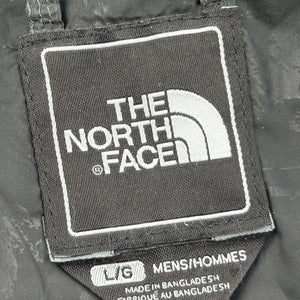 THE
NORTH
FACE
®
L/G MENS/HOMMES
MADE IN BANGLADESH
FABRIQUÉ AU BANGLADESH